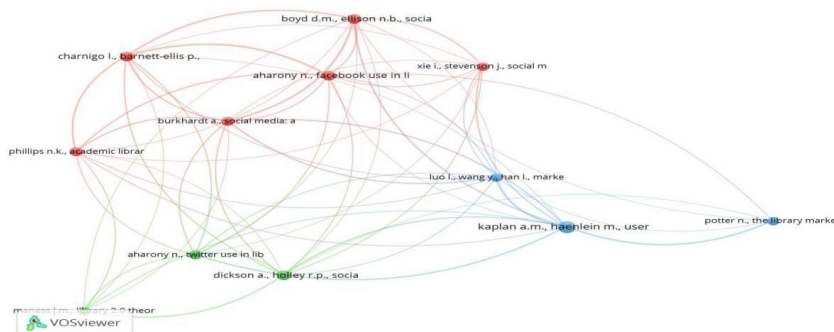 boyd d.m., ellison n.b., socia
charnigo l., barnett-ellis p.,
xie i., stevenson j., social m
aharony n., facebook use in li
burkhardt a., social media: a
phillips n.k., academic librar
luo l., wang y., han l., marke
potter n., the library marke
kaplan a.m., haenlein m., user
aharony n., twitter use in lib
dickson a., holley r.p., socia
maness j.m., library 2.0 theor
VOSviewer